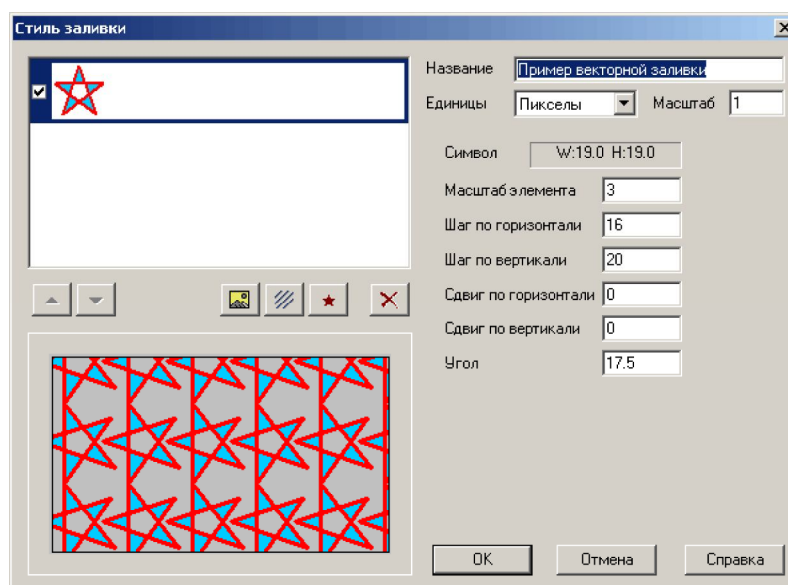 Стиль заливки
Название Пример векторной заливки
Единицы Пикселы Масштаб 1
Символ W:19.0 H:19.0
Масштаб элемента 3
Шаг по горизонтали 16
Шаг по вертикали 20
Сдвиг по горизонтали 0
Сдвиг по вертикали 0
Угол 17.5
OK Отмена Справка